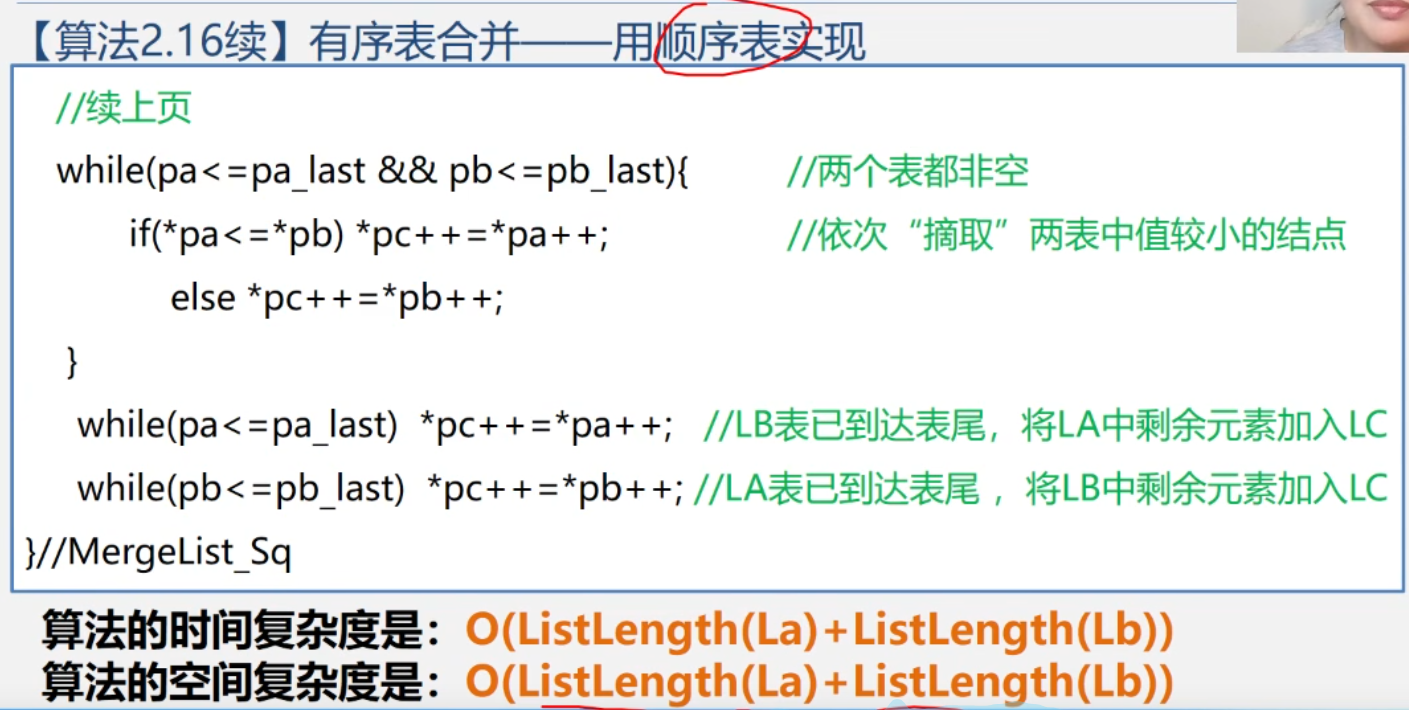 【算法2.16续】有序表合并——用顺序表实现
//续上页
while(pa<=pa_last && pb<=pb_last){ //两个表都非空
if(*pa<=*pb) *pc++=*pa++; //依次“摘取”两表中值较小的结点
else *pc++=*pb++;
}
while(pa<=pa_last) *pc++=*pa++; //LB表已到达表尾，将LA中剩余元素加入LC
while(pb<=pb_last) *pc++=*pb++; //LA表已到达表尾 ，将LB中剩余元素加入LC
}//MergeList_Sq
算法的时间复杂度是：O(ListLength(La)+ListLength(Lb))
算法的空间复杂度是：O(ListLength(La)+ListLength(Lb))